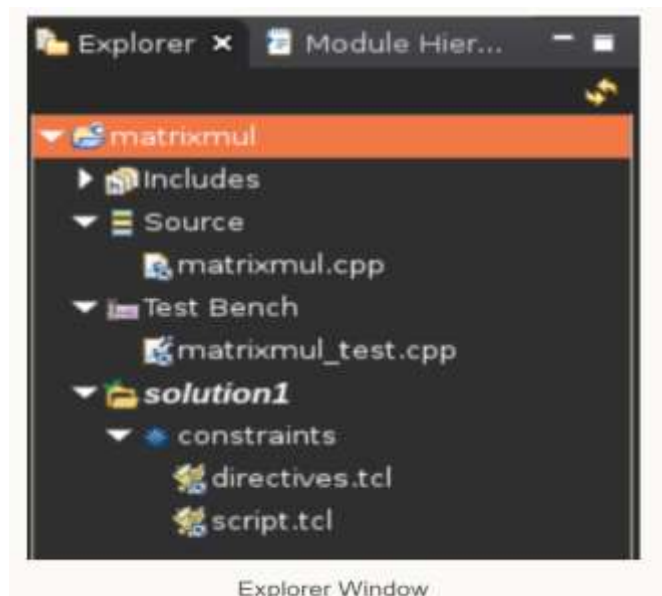 Explorer Module Hier...
matrixmul
Includes
Source
matrixmul.cpp
Test Bench
matrixmul_test.cpp
solution1
constraints
directives.tcl
script.tcl
Explorer Window